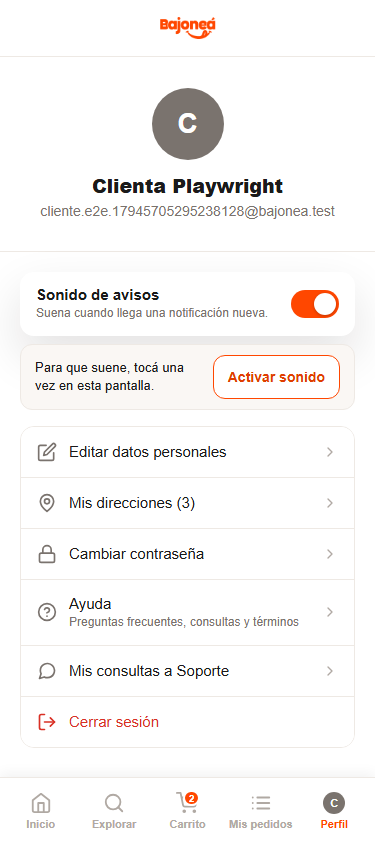 Bajoneá
C
Clienta Playwright
cliente.e2e.17945705295238128@bajonea.test
Sonido de avisos
Suena cuando llega una notificación nueva.
Para que suene, tocá una
vez en esta pantalla.
Activar sonido
Editar datos personales
Mis direcciones (3)
Cambiar contraseña
Ayuda
Preguntas frecuentes, consultas y términos
Mis consultas a Soporte
Cerrar sesión
2
C
Inicio
Explorar
Carrito
Mis pedidos
Perfil